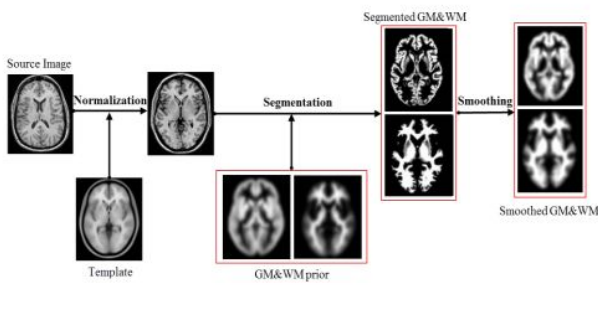 Segmented GM&WM
Source Image
Normalization
Segmentation
Smoothing
Template
GM&WM prior
Smoothed GM&WM